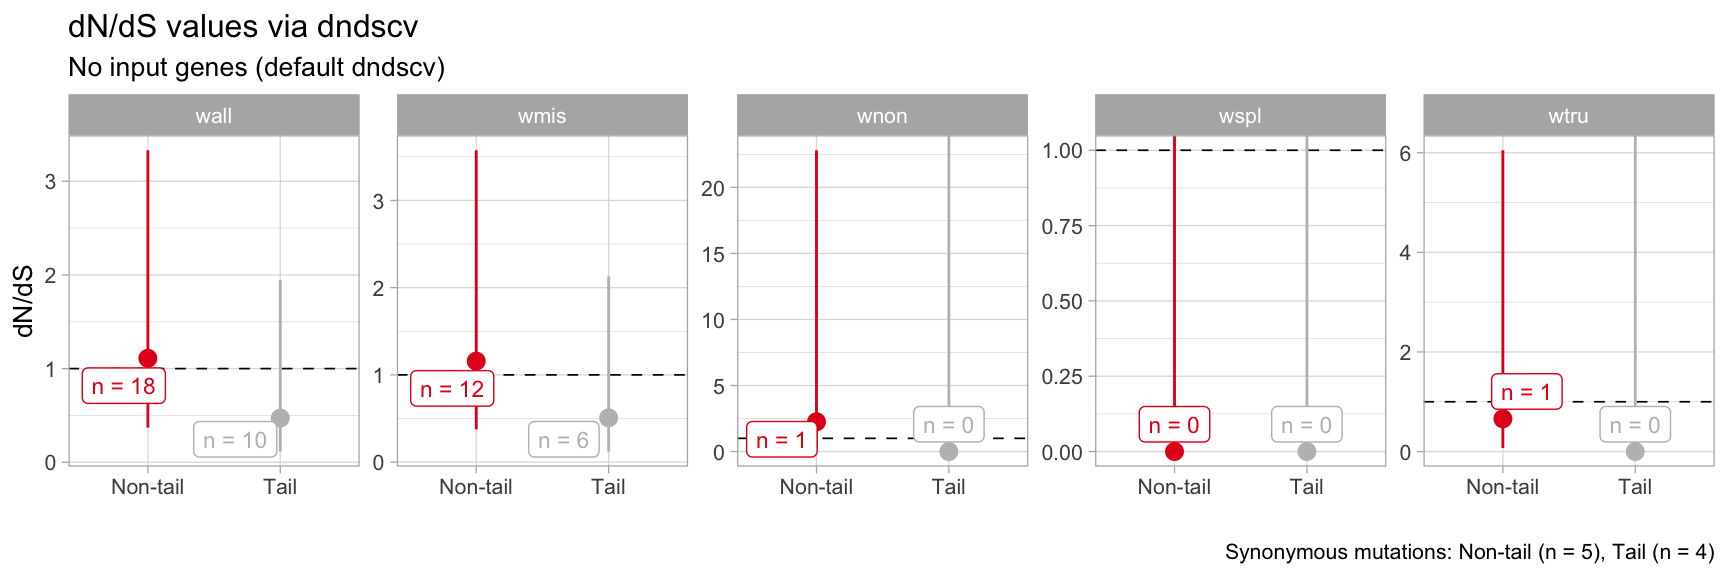 dN/dS values via dndscv
No input genes (default dndscv)
wall
wmis
wnon
wspl
wtru
dN/dS
3
2
1
0
n = 18
n = 10
Non-tail
Tail
3
2
1
0
n = 12
n = 6
Non-tail
Tail
20
15
10
5
0
n = 1
n = 0
Non-tail
Tail
1.00
0.75
0.50
0.25
0.00
n = 0
n = 0
Non-tail
Tail
6
4
2
0
n = 1
n = 0
Non-tail
Tail
Synonymous mutations: Non-tail (n = 5), Tail (n = 4)